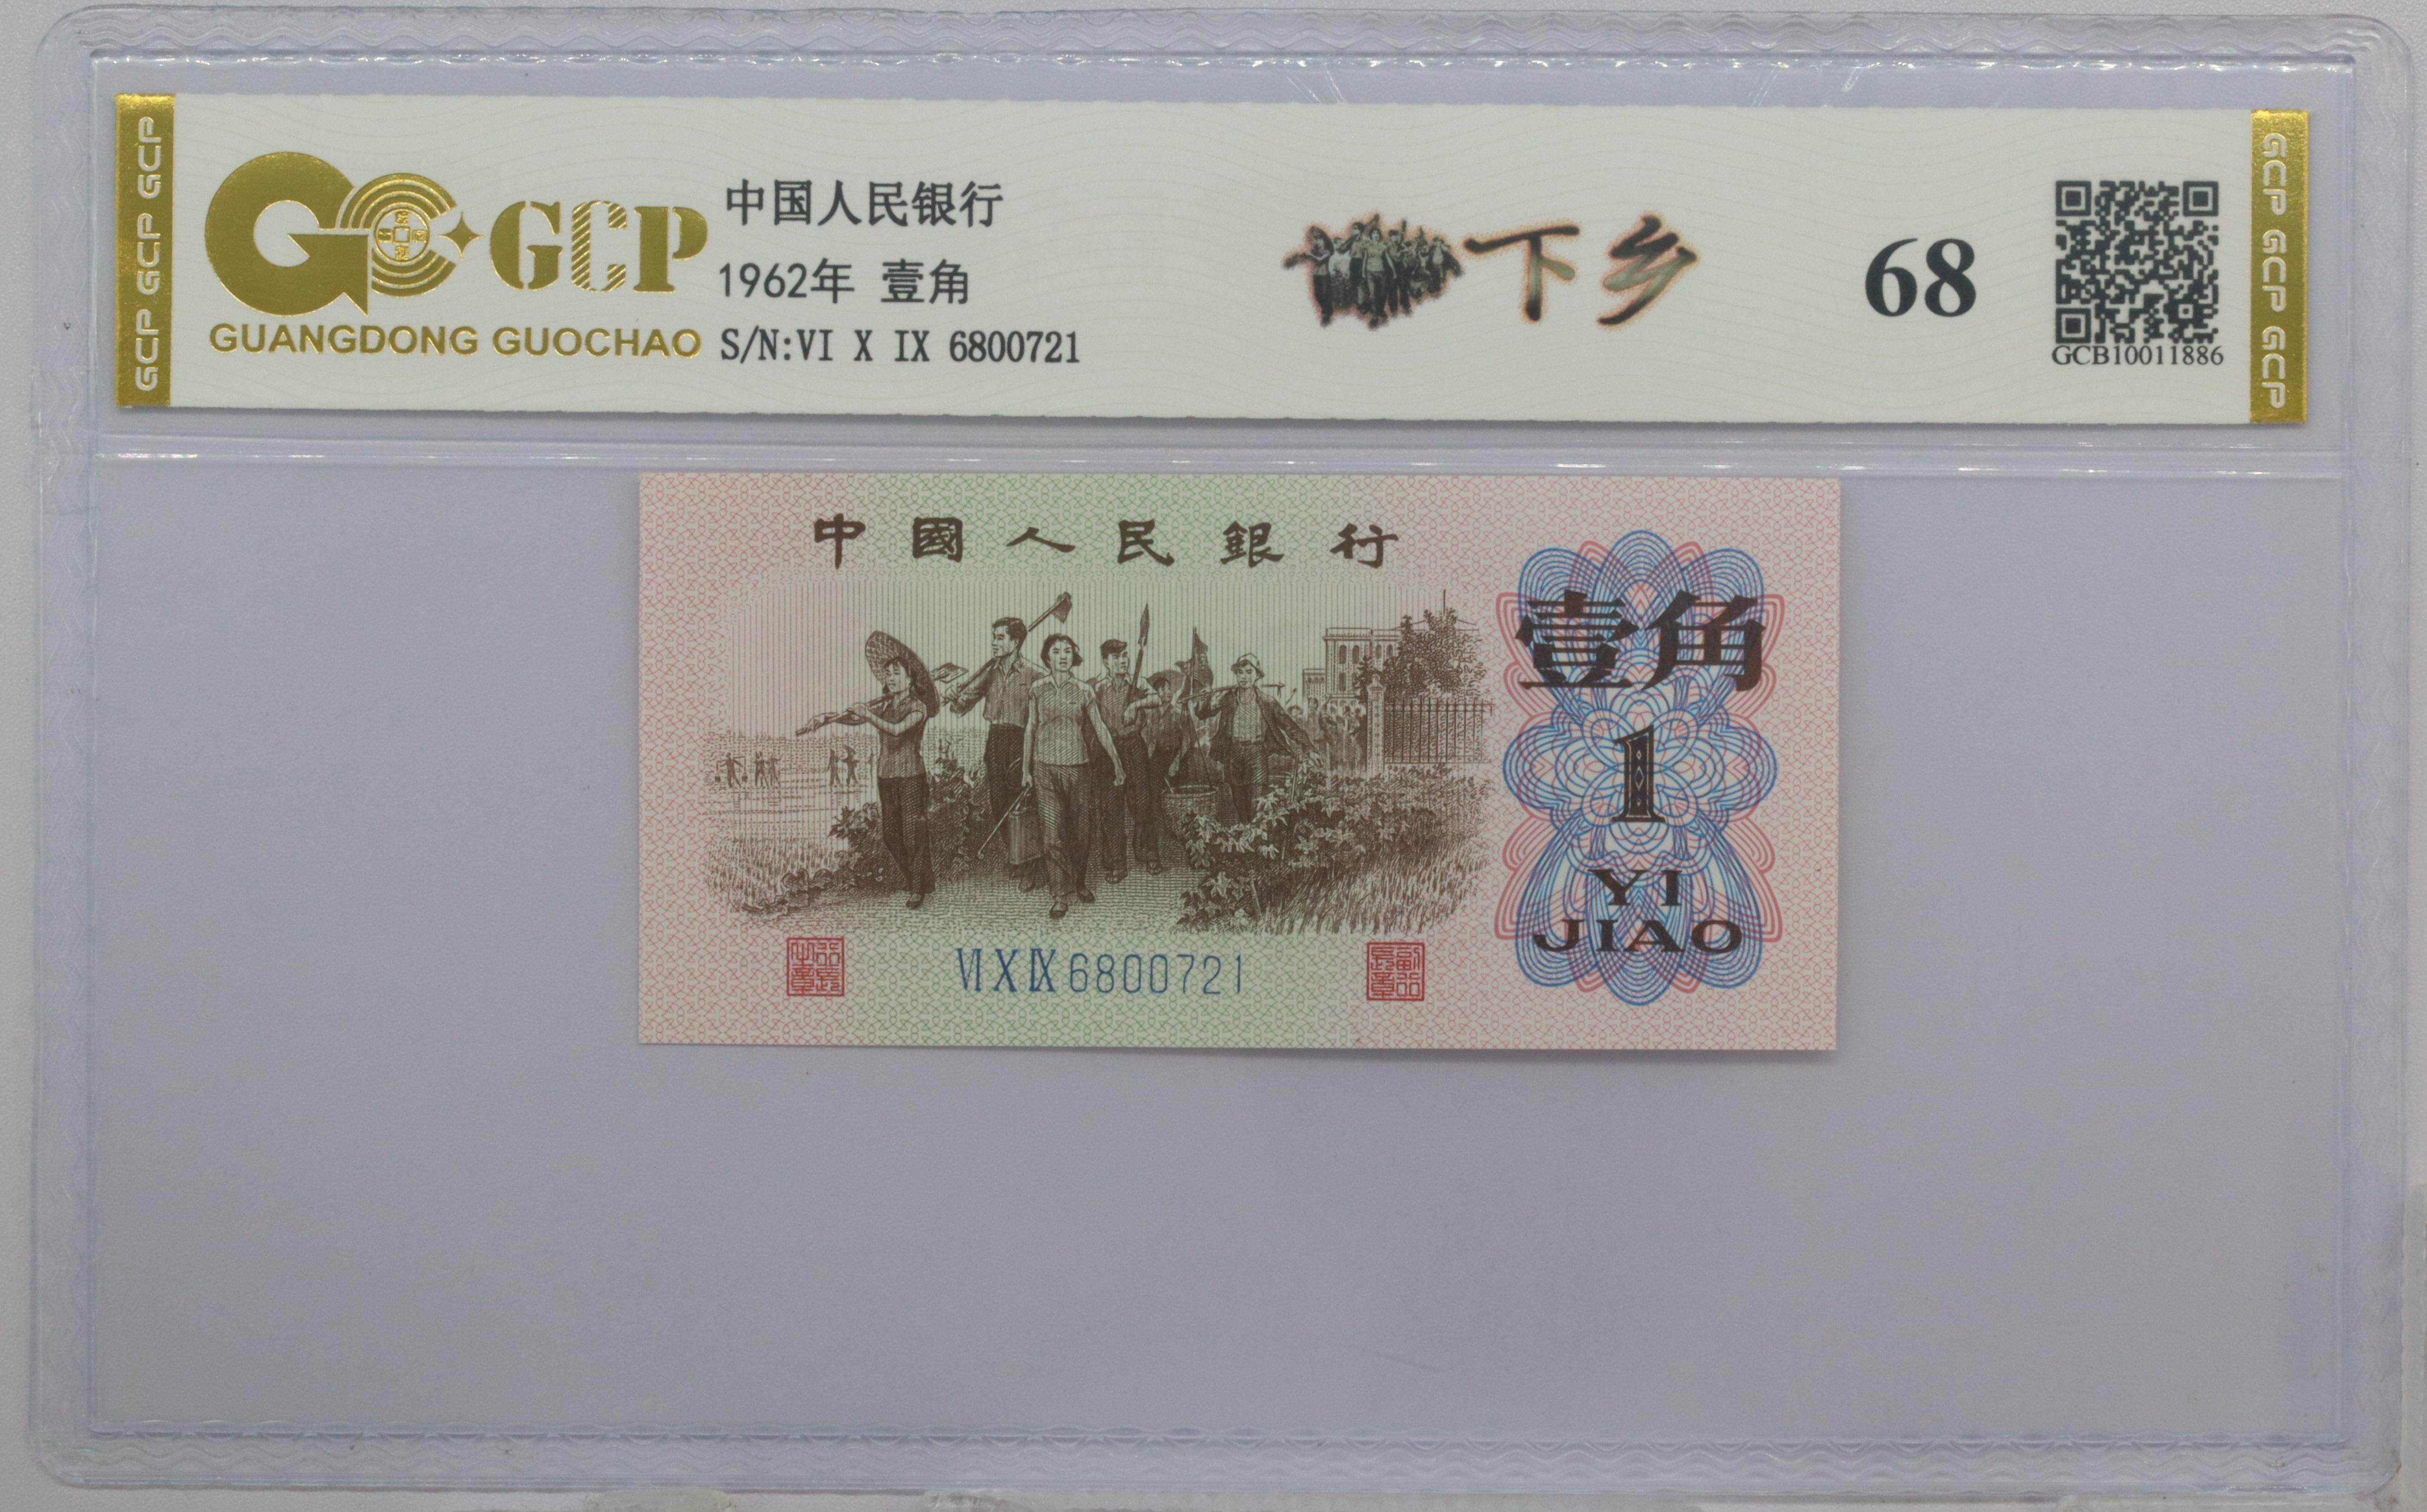 GCP GCP GCP
GCP
GUANGDONG GUOCHAO
中国人民银行
1962年 壹角
S/N:VI X IX 6800721
下乡
68
GCB10011886
GCP GCP GCP
中國人民銀行
壹角
1
YI
JIAO
VI X IX 6800721